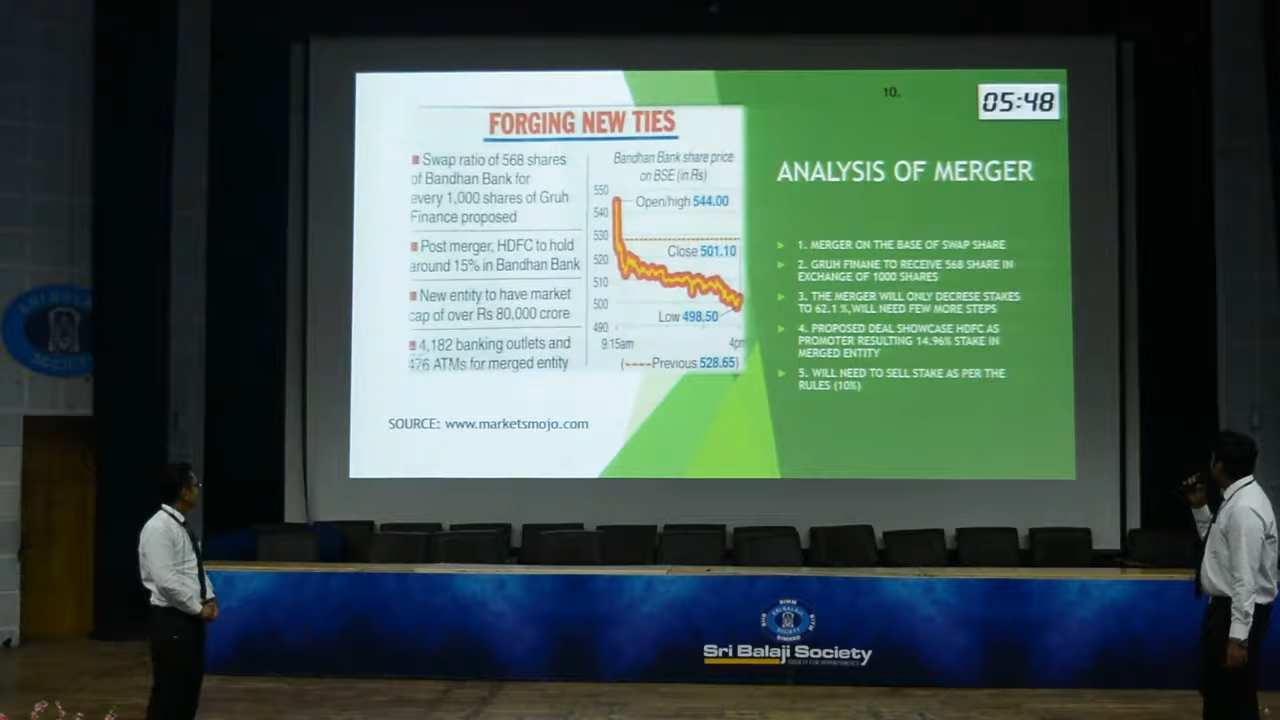 10.
05:48
FORGING NEW TIES
Swap ratio of 568 shares
of Bandhan Bank for
every 1,000 shares of Gruh
Finance proposed
Post merger, HDFC to hold
around 15% in Bandhan Bank
New entity to have market
cap of over Rs 80,000 crore
4,182 banking outlets and
476 ATMs for merged entity
Bandhan Bank share price
on BSE (in Rs)
550
540
530
520
510
500
490
Open/high 544.00
Close 501.10
Low 498.50
9.15am
4pm
(----Previous 528.65)
SOURCE: www.marketsmojo.com
ANALYSIS OF MERGER
1. MERGER ON THE BASE OF SWAP SHARE
2. GRUH FINANE TO RECEIVE 568 SHARE IN
EXCHANGE OF 1000 SHARES
3. THE MERGER WILL ONLY DECRESE STAKES
TO 62.1 %,WILL NEED FEW MORE STEPS
4. PROPOSED DEAL SHOWCASE HDFC AS
PROMOTER RESULTING 14.96% STAKE IN
MERGED ENTITY
5. WILL NEED TO SELL STAKE AS PER THE
RULES (10%)
SRI BALAJI
SOCIETY
Sri Balaji Society